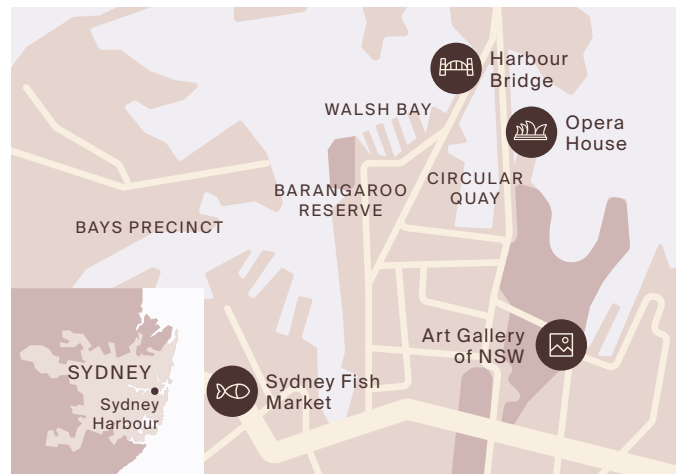 Harbour
Bridge
WALSH BAY
Opera
House
BARANGAROO
RESERVE
CIRCULAR
QUAY
BAYS PRECINCT
Art Gallery
of NSW
SYDNEY
Sydney
Harbour
Sydney Fish
Market